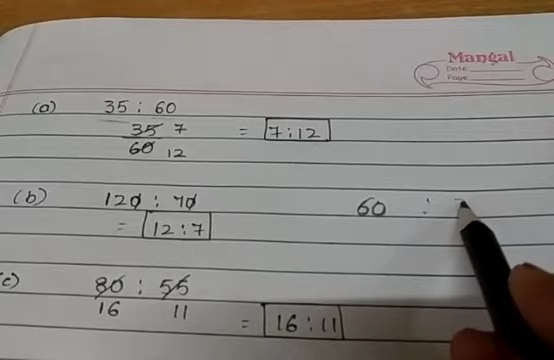 Mangal
Date
Page
(a) 35 : 60
35 7 = 7:12
60 12
(b) 120 : 70 60 :
= 12:7
c) 80 : 55
16 11 = 16:11